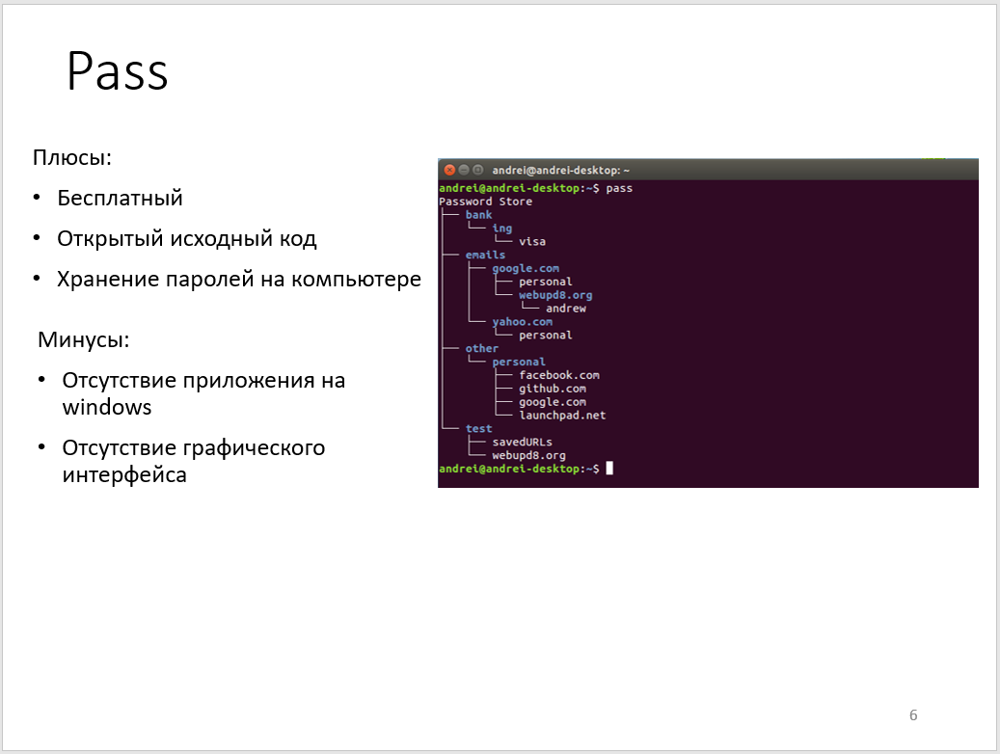 Pass
Плюсы:
• Бесплатный
• Открытый исходный код
• Хранение паролей на компьютере
Минусы:
• Отсутствие приложения на
windows
• Отсутствие графического
интерфейса
andrei@andrei-desktop: ~
andrei@andrei-desktop:~$ pass
Password Store
├── bank
│   └── ing
│       └── visa
├── emails
│   ├── google.com
│   │   ├── personal
│   │   └── webupd8.org
│   │       └── andrew
│   └── yahoo.com
│       └── personal
├── other
│   └── personal
│       ├── facebook.com
│       ├── github.com
│       ├── google.com
│       └── launchpad.net
└── test
    ├── savedURLs
    └── webupd8.org
andrei@andrei-desktop:~$
6